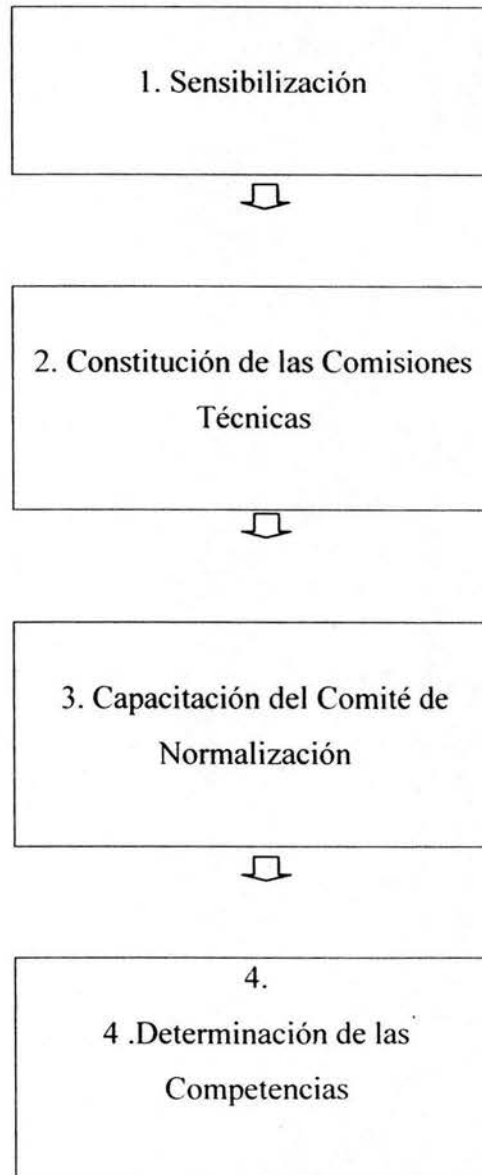 1. Sensibilización
2. Constitución de las Comisiones
Técnicas
3. Capacitación del Comité de
Normalización
4.
4 .Determinación de las
Competencias